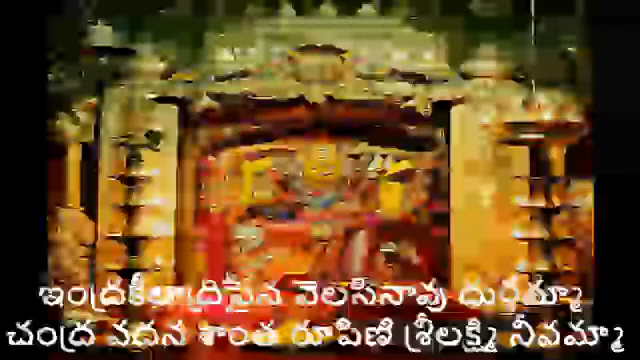 ఇంద్రకీలాద్రిపైన వెలసినావు దుర్గమ్మా
చంద్ర వదన శాంత రూపిణి శ్రీలక్ష్మి నీవమ్మా